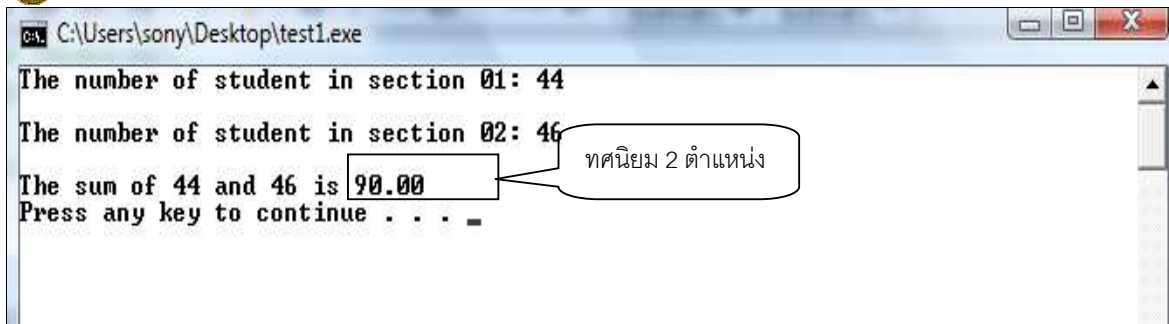 C:\Users\sony\Desktop\test1.exe
The number of student in section 01: 44
The number of student in section 02: 46
ทศนิยม 2 ตำแหน่ง
The sum of 44 and 46 is 90.00
Press any key to continue . . . _